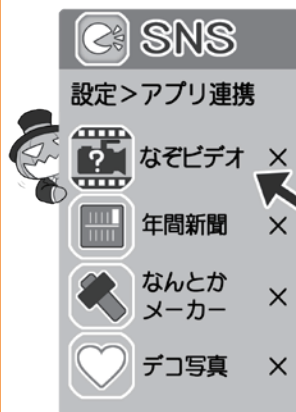 SNS
設定＞アプリ連携
?
なぞビデオ ×
年間新聞 ×
なんとか
メーカー ×
デコ写真 ×